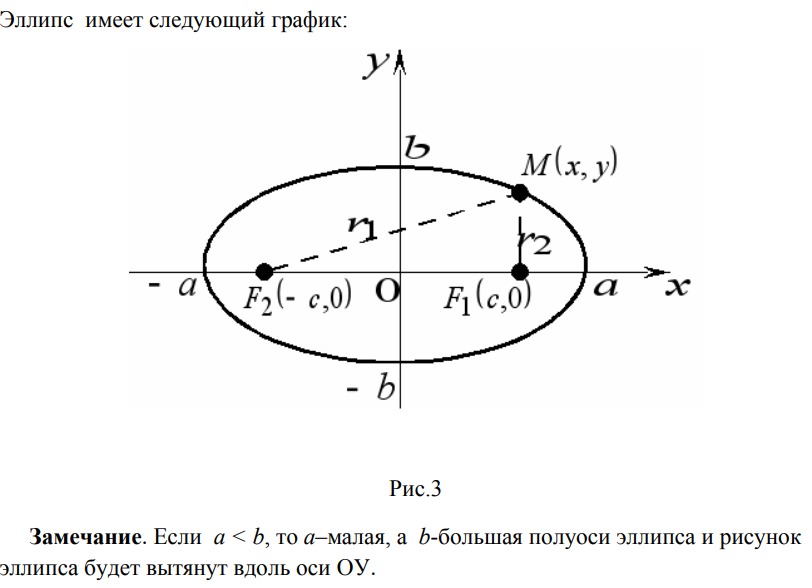 Эллипс имеет следующий график:
y
b
M(x, y)
r1
r2
- a
F2(- c,0)
O
F1(c,0)
a
x
- b
Рис.3
Замечание. Если a < b, то a–малая, а b-большая полуоси эллипса и рисунок
эллипса будет вытянут вдоль оси ОУ.